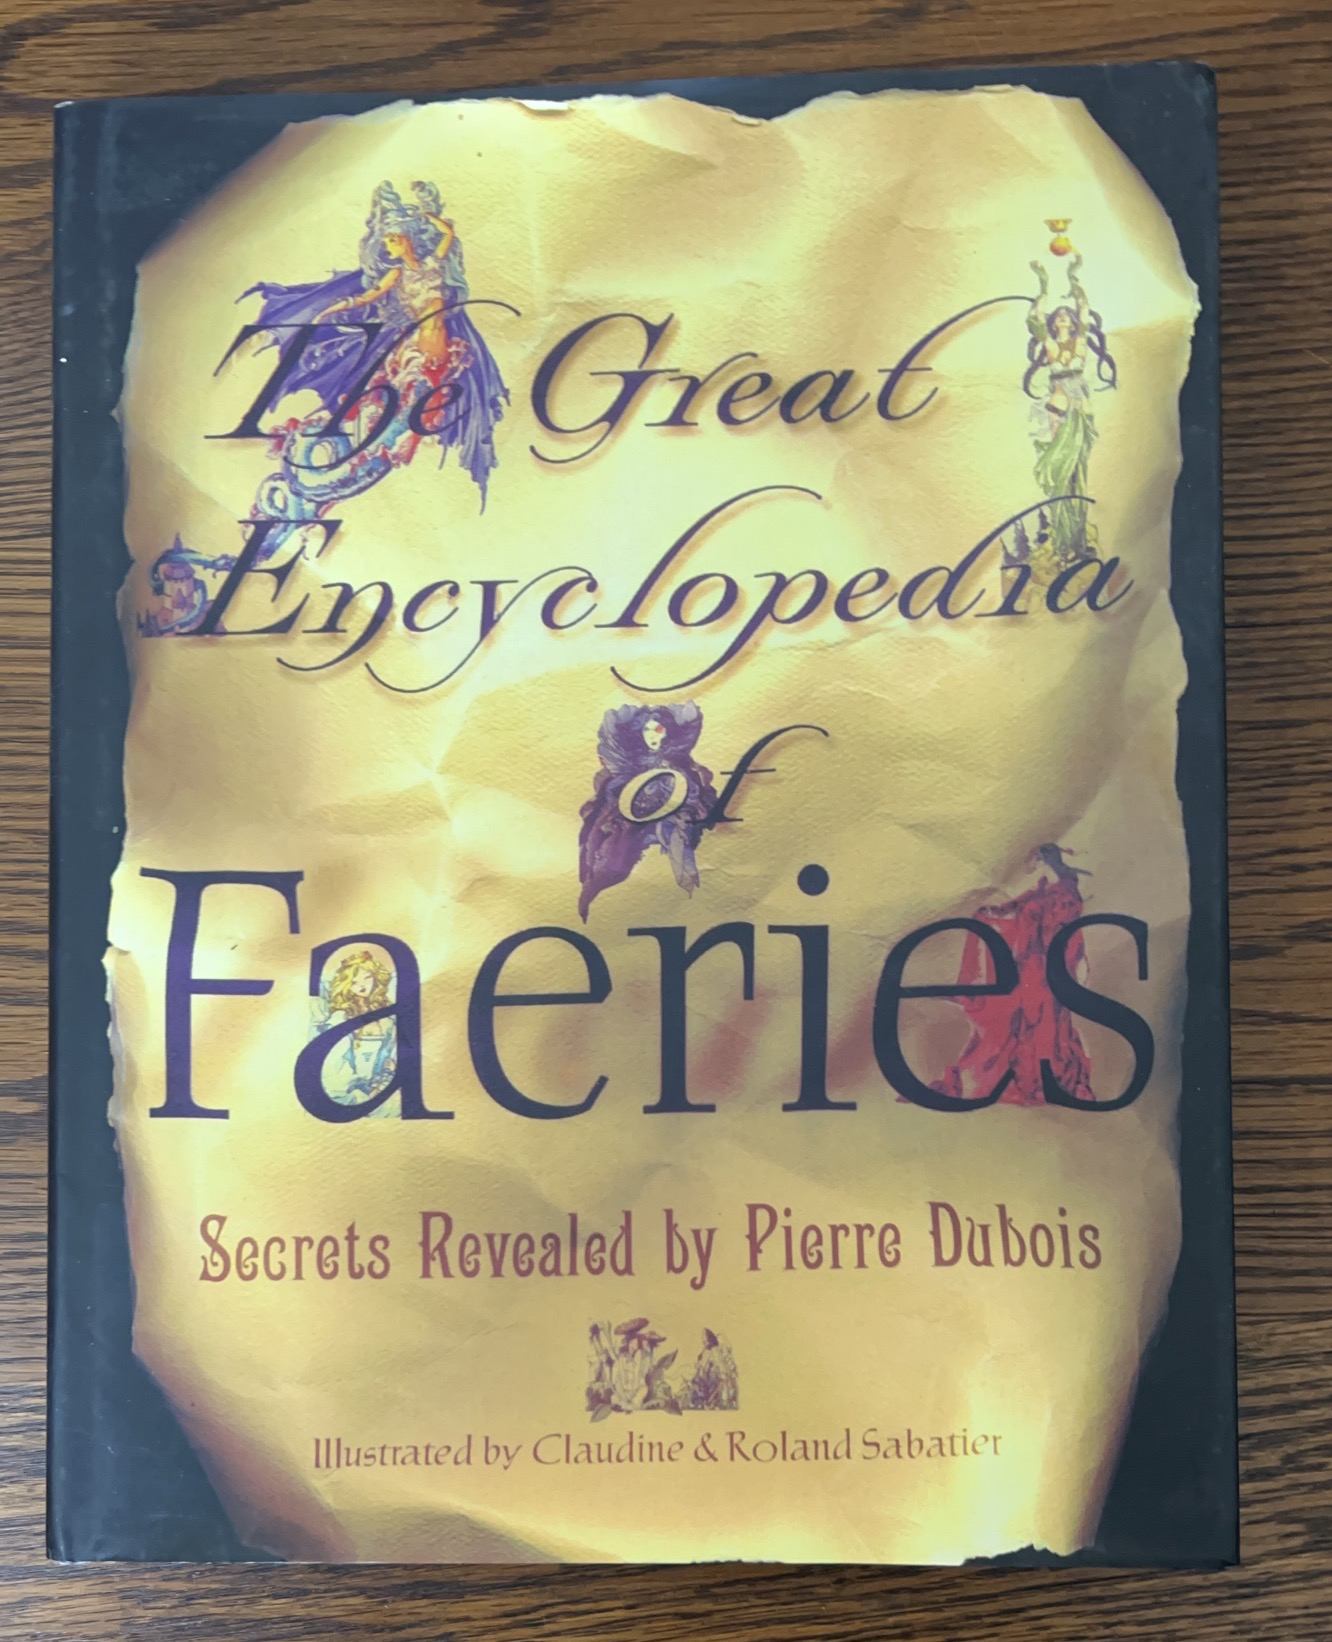 The Great
Encyclopedia
of
Faeries
Secrets Revealed by Pierre Dubois
Illustrated by Claudine & Roland Sabatier